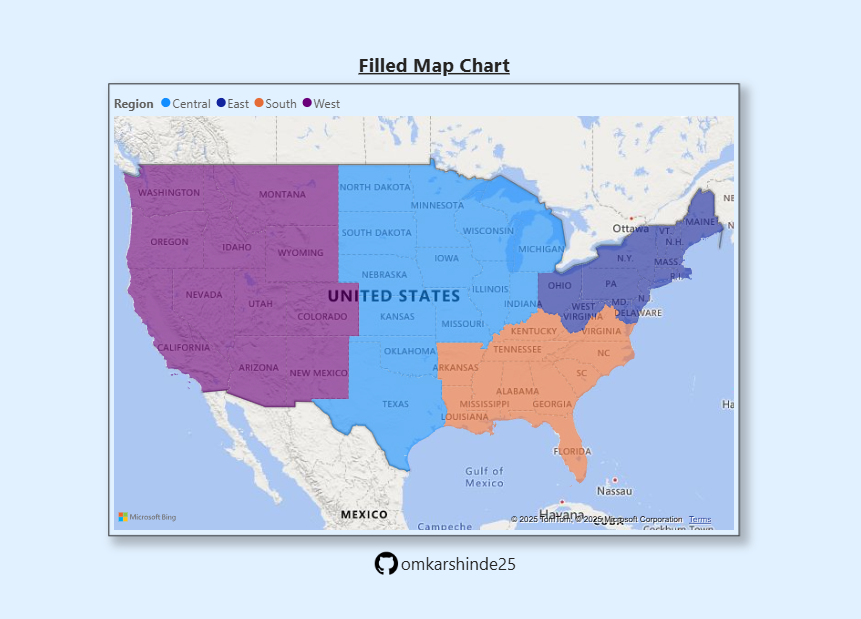 Filled Map Chart
Region Central East South West
WASHINGTON
MONTANA
NORTH DAKOTA
MINNESOTA
OREGON
IDAHO
WYOMING
SOUTH DAKOTA
WISCONSIN
MICHIGAN
Ottawa
MAINE
NE
N
VT.
N.H.
N.Y.
MASS.
R.I.
NEBRASKA
IOWA
ILLINOIS
INDIANA
OHIO
PA
N.J.
MD.
DELAWARE
WEST
VIRGINIA
VIRGINIA
NEVADA
UTAH
COLORADO
UNITED STATES
KANSAS
MISSOURI
KENTUCKY
CALIFORNIA
ARIZONA
NEW MEXICO
OKLAHOMA
ARKANSAS
TENNESSEE
NC
SC
TEXAS
ALABAMA
MISSISSIPPI
GEORGIA
LOUISIANA
FLORIDA
Ha
Gulf of
Mexico
Nassau
MEXICO
Havana
CUBA
Campeche
Cockburn Town
Microsoft Bing
© 2025 TomTom, © 2025 Microsoft Corporation Terms
omkarshinde25